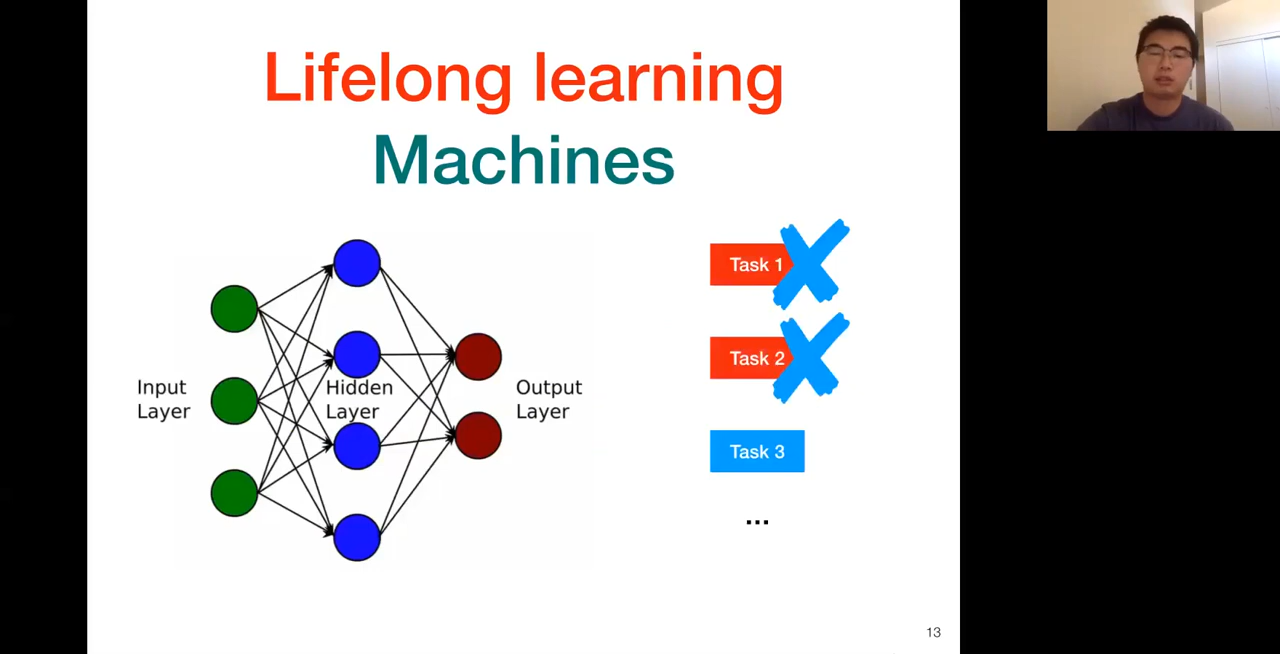 Lifelong learning
Machines
Input
Layer
Hidden
Layer
Output
Layer
Task 1
Task 2
Task 3
...
13